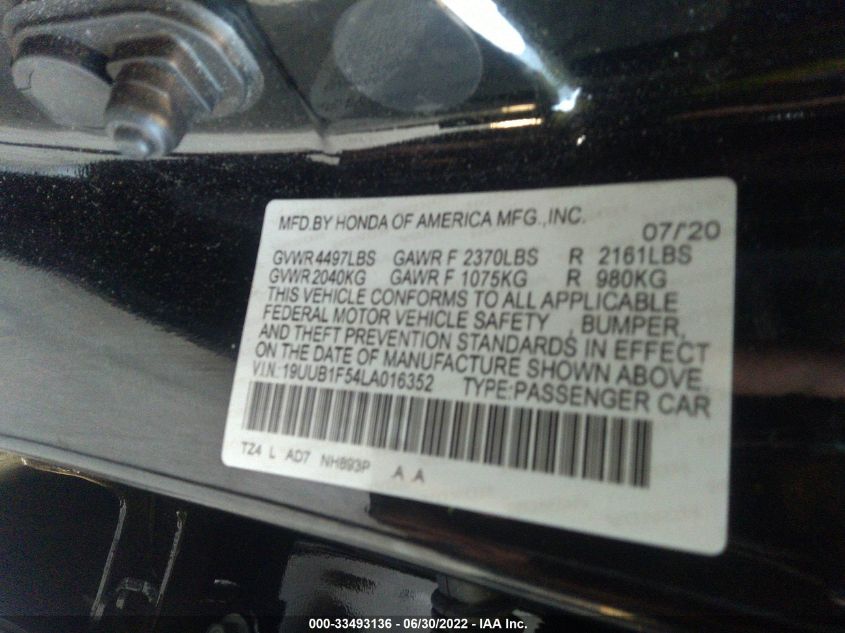 MFD.BY HONDA OF AMERICA MFG.,INC. 07/20
GVWR 4497LBS GAWR F 2370LBS R 2161LBS
GVWR 2040KG GAWR F 1075KG R 980KG
THIS VEHICLE CONFORMS TO ALL APPLICABLE
FEDERAL MOTOR VEHICLE SAFETY , BUMPER,
AND THEFT PREVENTION STANDARDS IN EFFECT
ON THE DATE OF MANUFACTURE SHOWN ABOVE.
V.I.N.:19UUB1F54LA016352 TYPE:PASSENGER CAR
TZ4 L AD7 NH893P A A
000-33493136 - 06/30/2022 - IAA Inc.